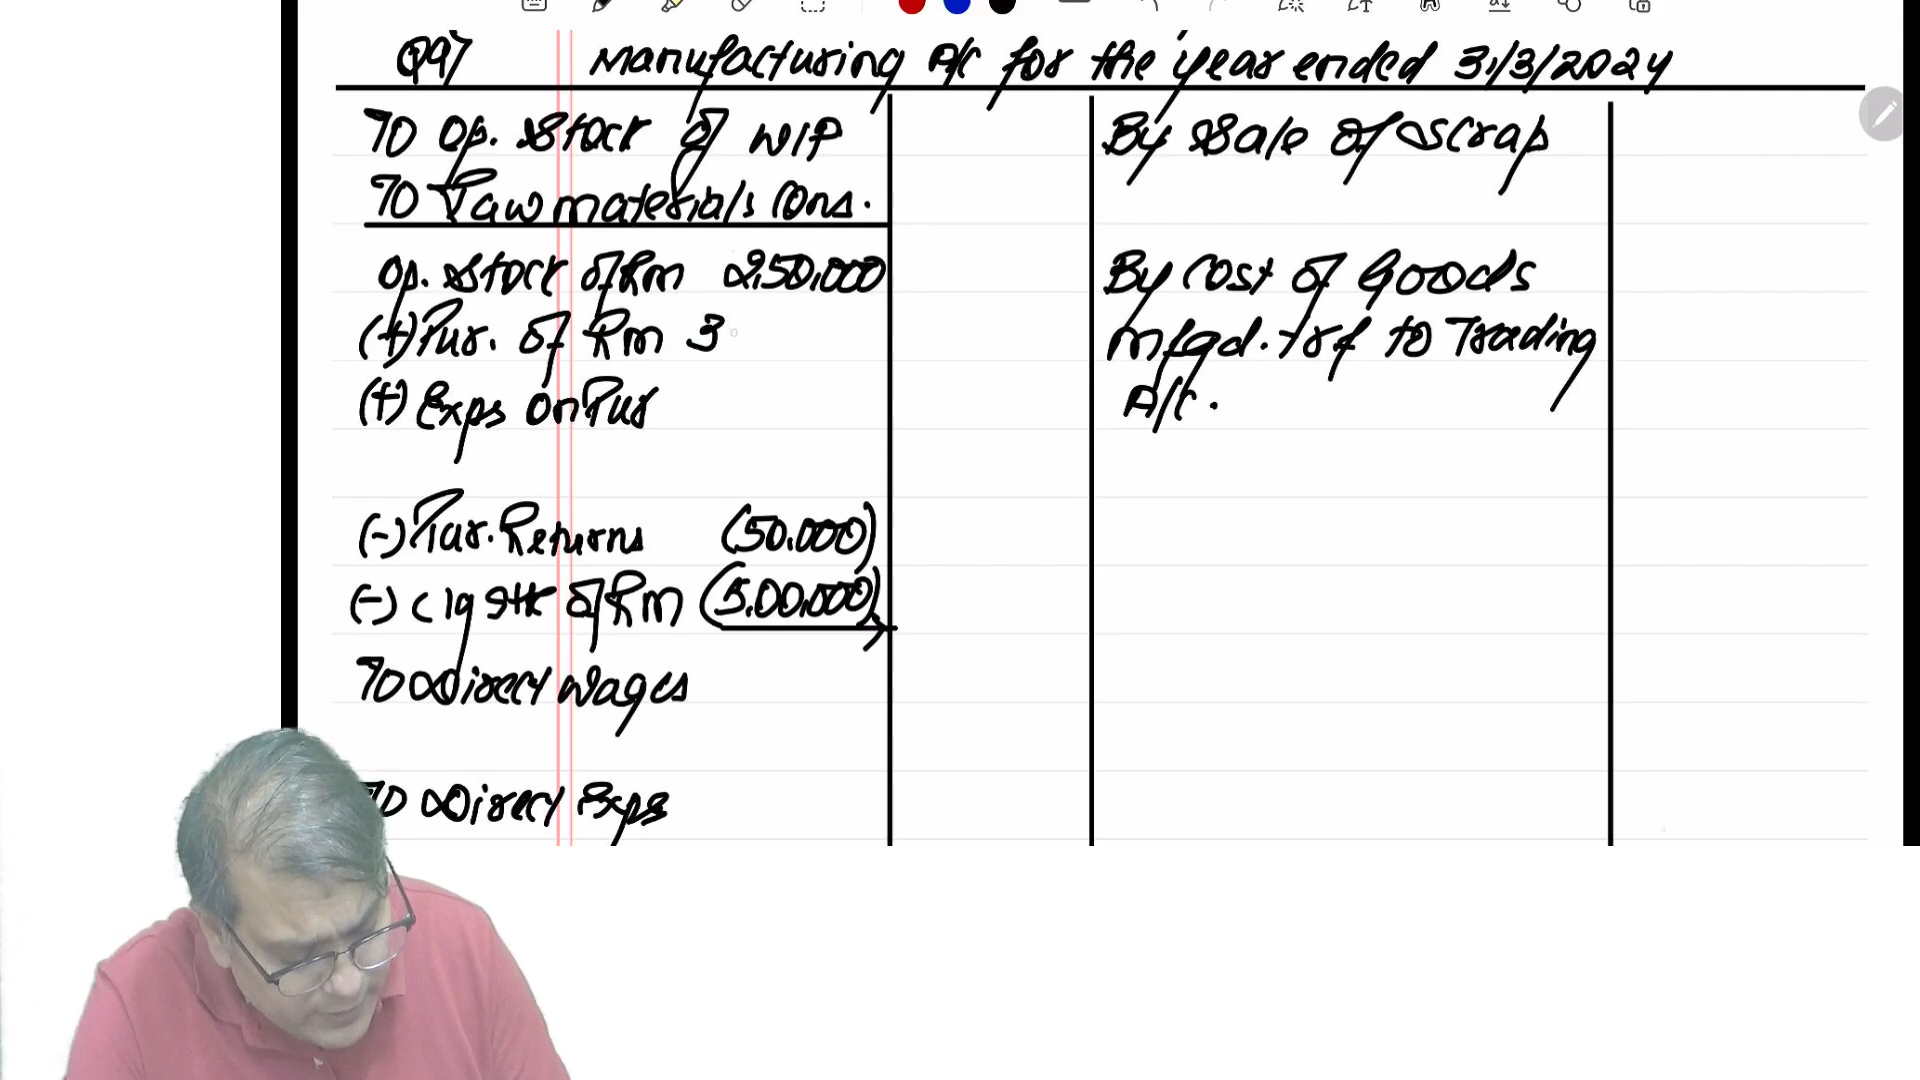 Q97 Manufacturing A/c for the year ended 31/3/2024
To Op. Stock of WIP
To Raw materials Cons.
Op. Stock of Rm 2,50,000
(+) Pur. of Rm 3
(+) Exps on Pur
(-) Pur. Returns (50,000)
(-) Clg Stk of Rm (5,00,000)
To Direct Wages
To Direct Exps
By Sale of Scrap
By Cost of Goods
Mfgd. trf to Trading
A/c.